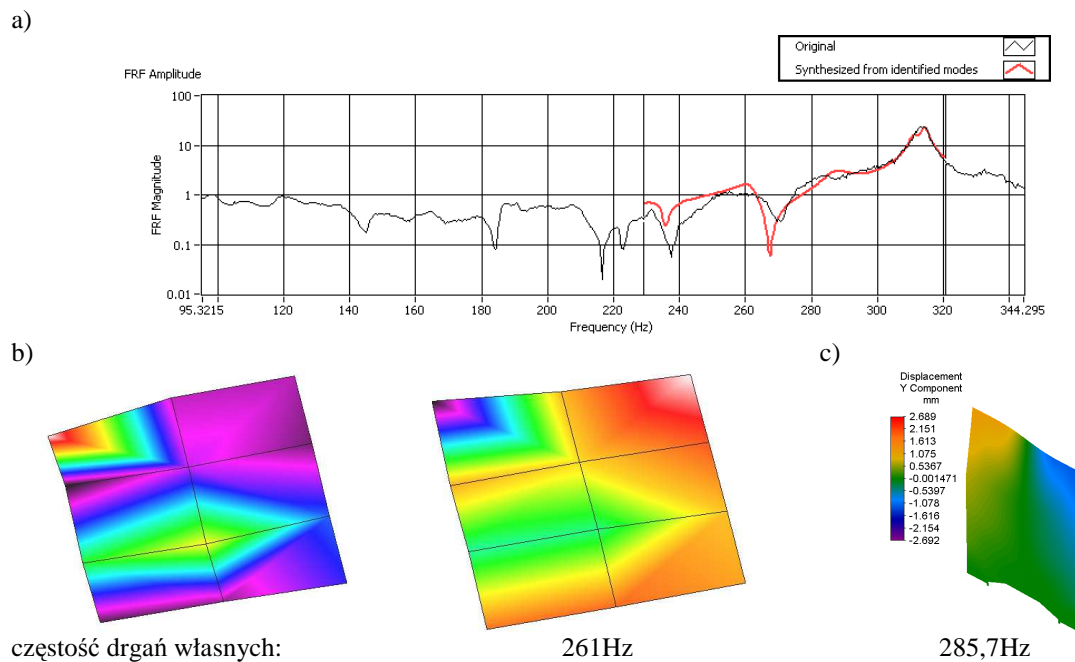 a)
Original
Synthesized from identified modes
FRF Amplitude
100
10
1
0.1
0.01
FRF Magnitude
95.3215 120 140 160 180 200 220 240 260 280 300 320 344.295
Frequency (Hz)
b)
c)
Displacement
Y Component
mm
2.689
2.151
1.613
1.075
0.5367
-0.001471
-0.5397
-1.078
-1.616
-2.154
-2.692
częstość drgań własnych: 261Hz 285,7Hz